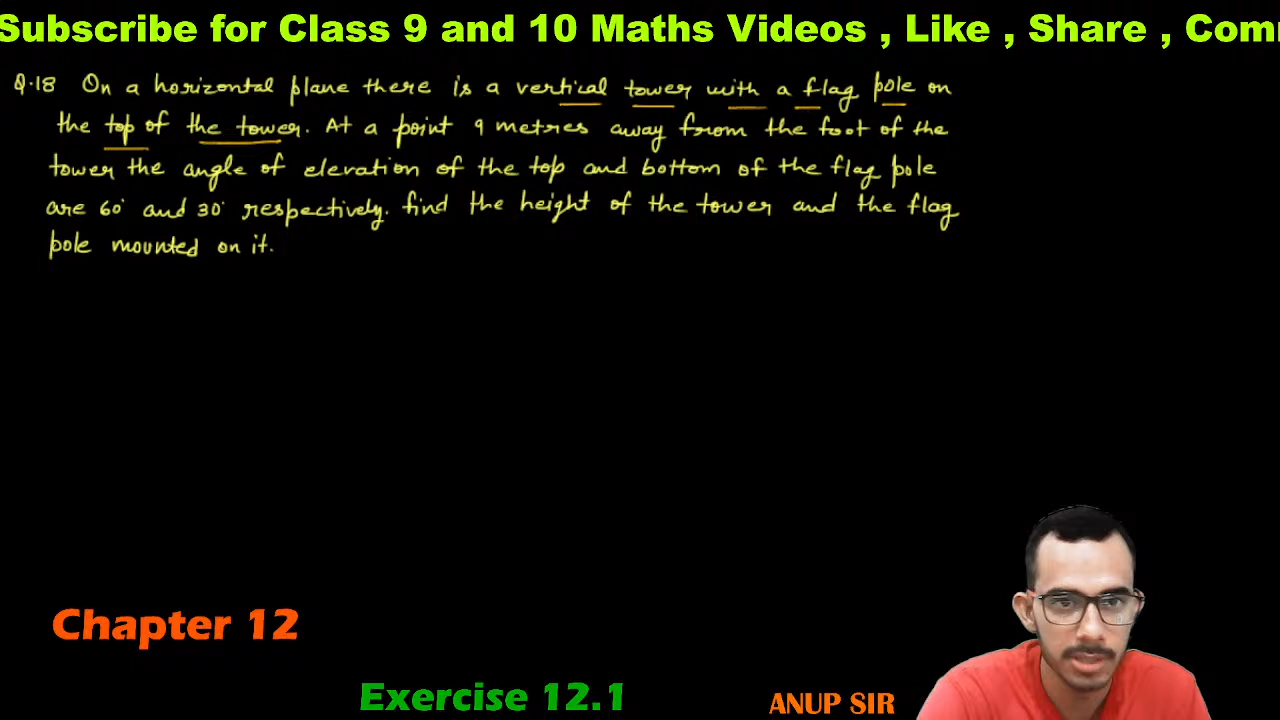 Subscribe for Class 9 and 10 Maths Videos , Like , Share , Com
Q.18 On a horizontal plane there is a vertical tower with a flag pole on
the top of the tower. At a point 9 metres away from the foot of the
tower the angle of elevation of the top and bottom of the flag pole
are 60° and 30° respectively. find the height of the tower and the flag
pole mounted on it.
Chapter 12
Exercise 12.1
ANUP SIR